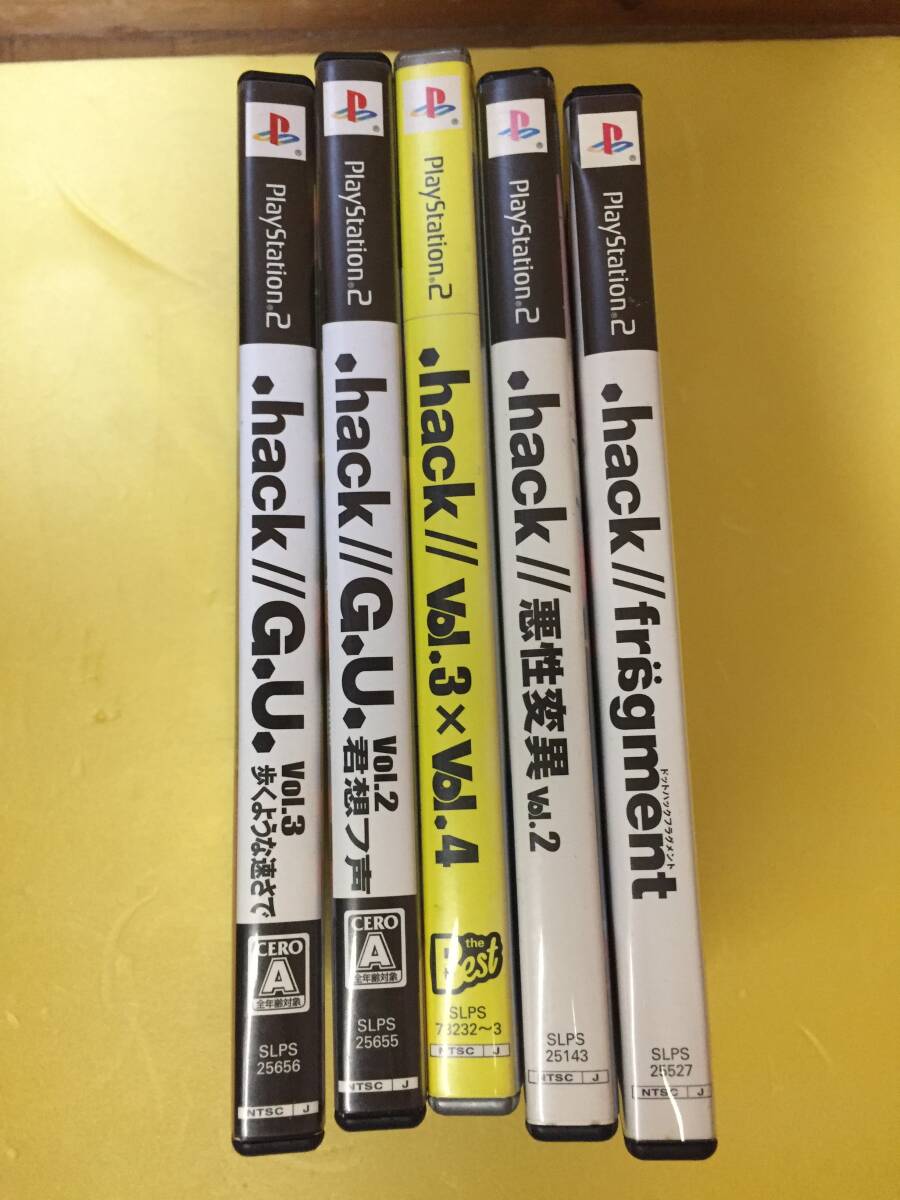 PlayStation®2
.hack//G.U. Vol.3
歩くような速さで
CERO
A
全年齢対象
SLPS
25656
NTSC J
PlayStation®2
.hack//G.U. Vol.2
君想フ声
CERO
A
全年齢対象
SLPS
25655
NTSC J
PlayStation®2
.hack// Vol.3×Vol.4
the
Best
SLPS
73232~3
NTSC J
PlayStation®2
.hack//悪性変異 Vol.2
SLPS
25143
NTSC J
PlayStation®2
.hack//frägment
ドットハックフラグメント
SLPS
25527
NTSC J